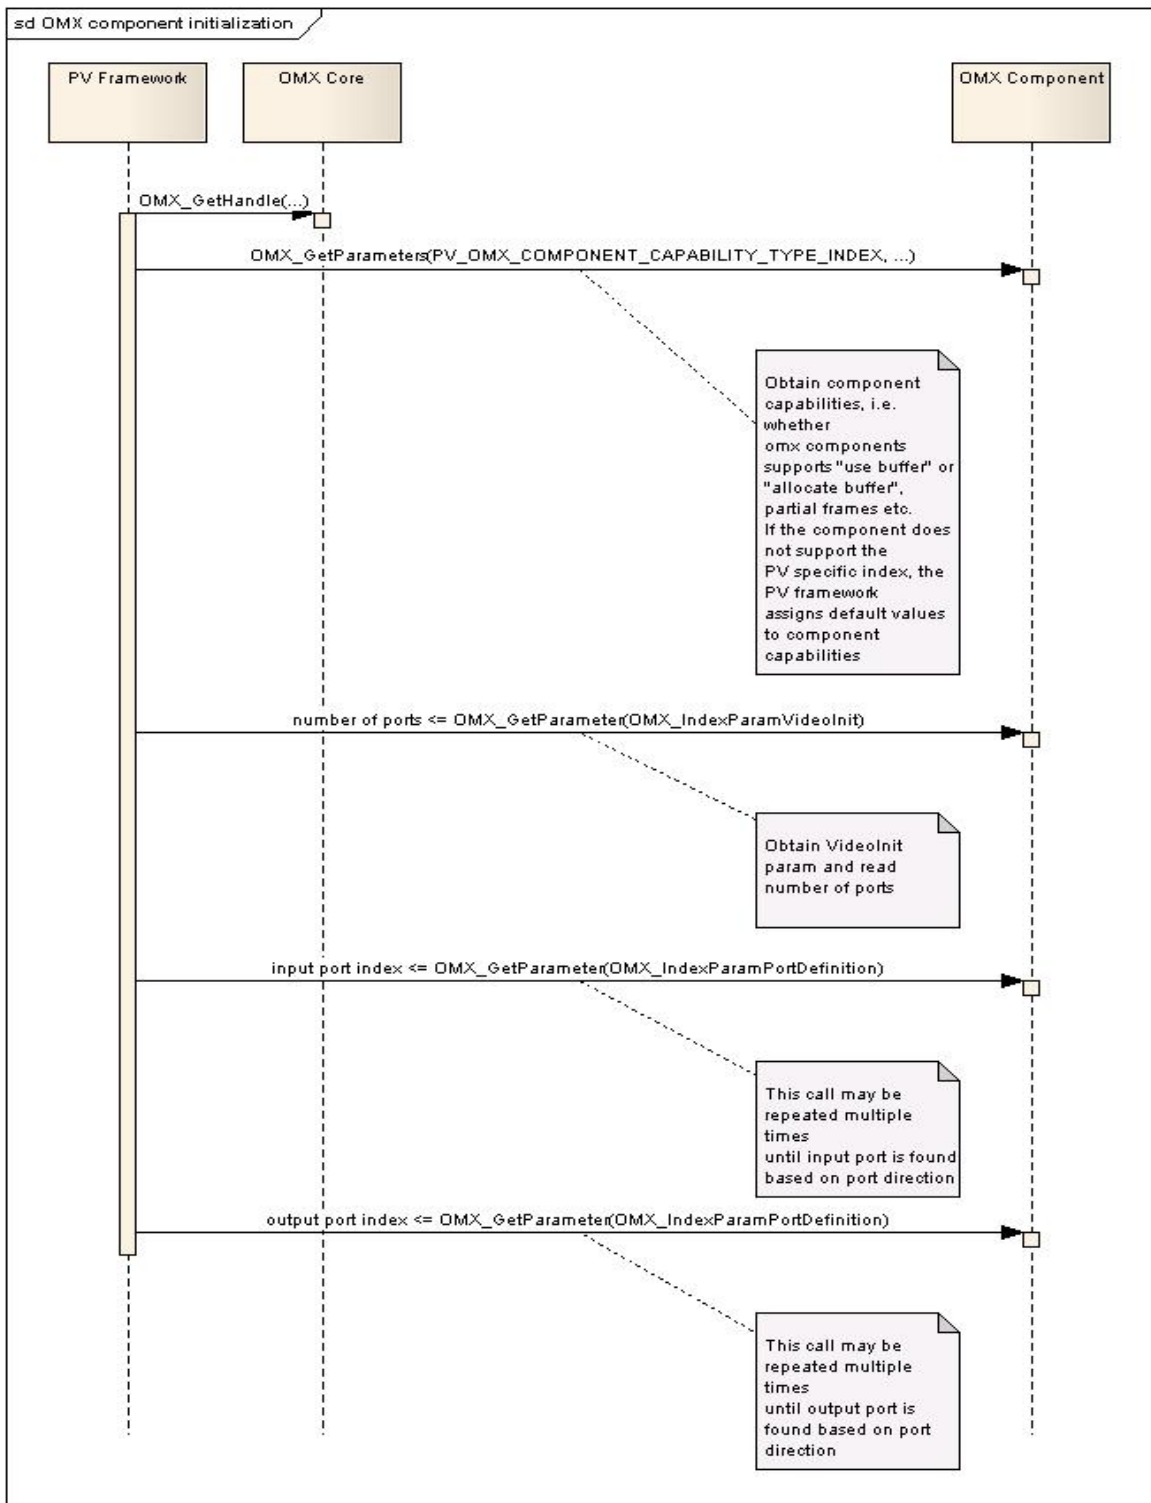 sd OMX component initialization
PV Framework
OMX Core
OMX Component
OMX_GetHandle(...)
OMX_GetParameters(PV_OMX_COMPONENT_CAPABILITY_TYPE_INDEX, ...)
Obtain component
capabilities, i.e.
whether
omx components
supports "use buffer" or
"allocate buffer",
partial frames etc.
If the component does
not support the
PV specific index, the
PV framework
assigns default values
to component
capabilities
number of ports <= OMX_GetParameter(OMX_IndexParamVideoInit)
Obtain VideoInit
param and read
number of ports
input port index <= OMX_GetParameter(OMX_IndexParamPortDefinition)
This call may be
repeated multiple
times
until input port is found
based on port direction
output port index <= OMX_GetParameter(OMX_IndexParamPortDefinition)
This call may be
repeated multiple
times
until output port is
found based on port
direction